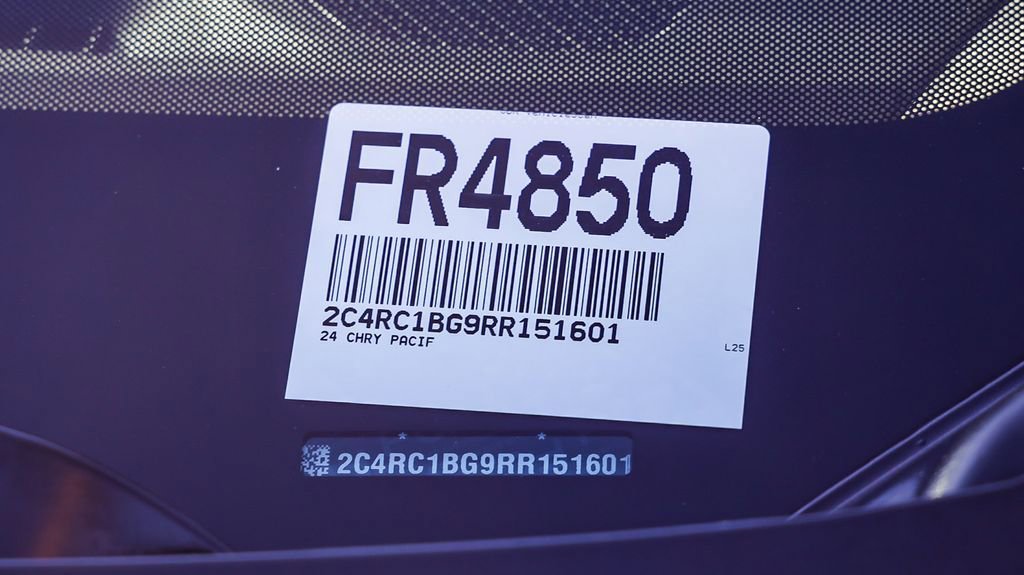 FR4850
2C4RC1BG9RR151601
24 CHRY PACIF
L25
2C4RC1BG9RR151601